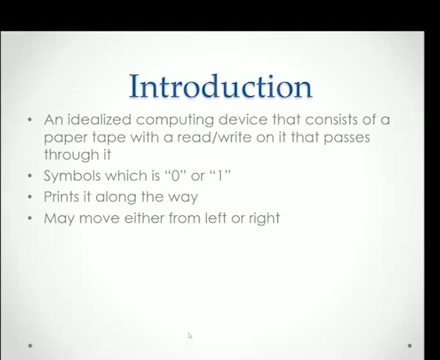 Introduction
• An idealized computing device that consists of a
paper tape with a read/write on it that passes
through it
• Symbols which is “0” or “1”
• Prints it along the way
• May move either from left or right